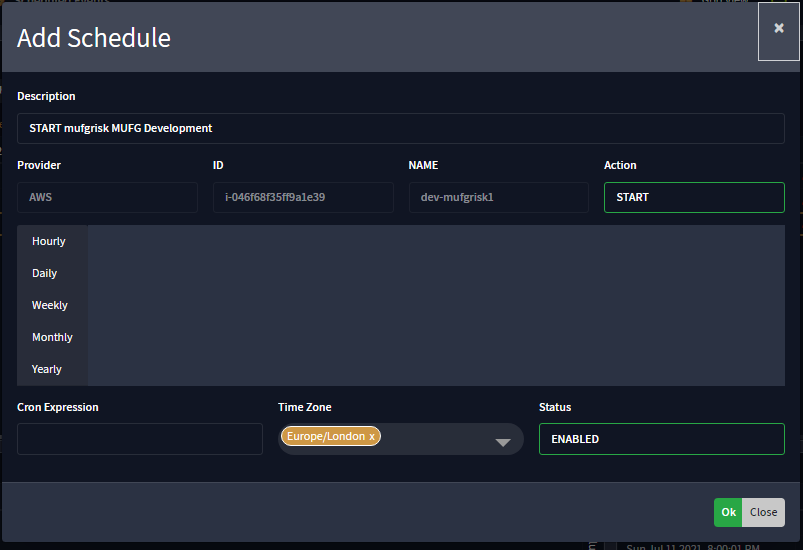 Add Schedule
×
Description
START mufgrisk MUFG Development
Provider ID NAME Action
AWS i-046f68f35ff9a1e39 dev-mufgrisk1 START
Hourly
Daily
Weekly
Monthly
Yearly
Cron Expression Time Zone Status
Europe/London x ENABLED
Ok Close
Sun Jul 11 2021, 8:00:01 PM